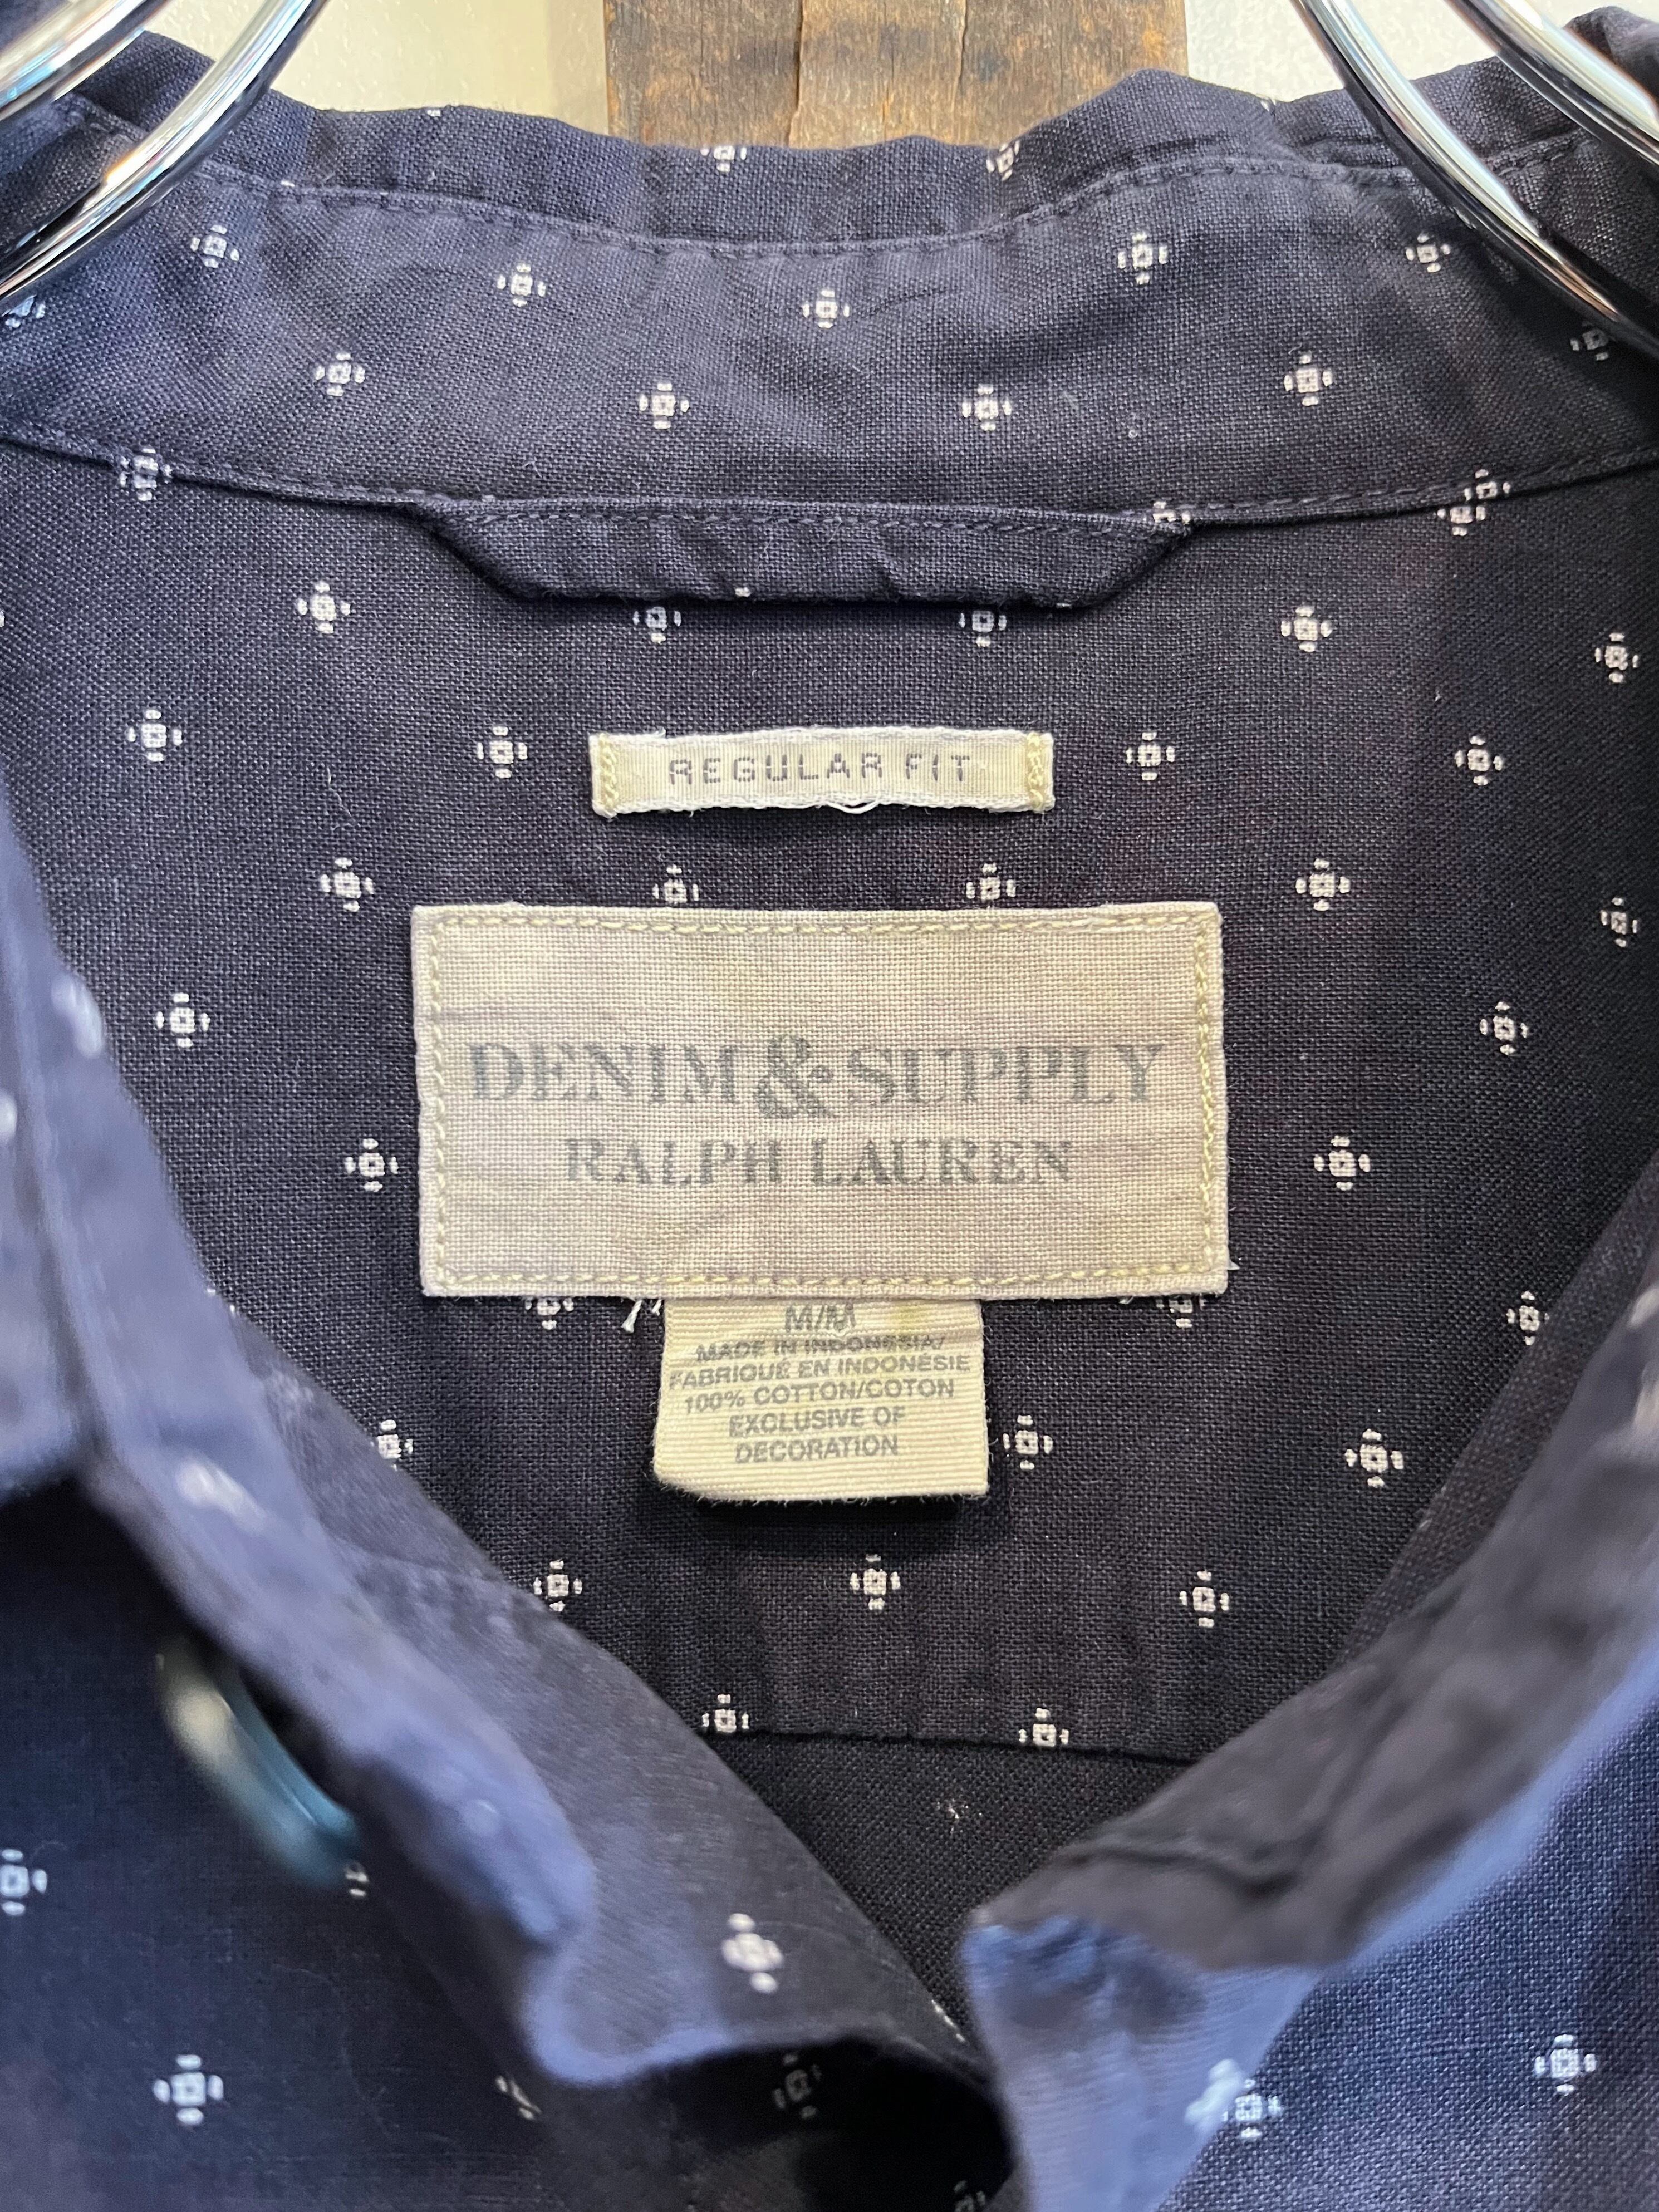 REGULAR FIT
DENIM & SUPPLY
RALPH LAUREN
M/M
MADE IN INDONESIA/
FABRIQUÉ EN INDONÉSIE
100% COTTON/COTON
EXCLUSIVE OF
DECORATION